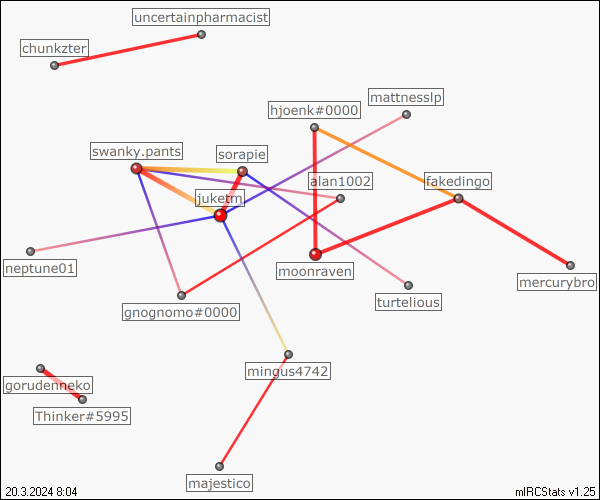 uncertainpharmacist
chunkzter
mattnesslp
hjoenk#0000
swanky.pants
sorapie
alan1002
fakedingo
juketm
neptune01
moonraven
mercurybro
turtelious
gnognomo#0000
mingus4742
gorudenneko
Thinker#5995
majestico
20.3.2024 8:04
mIRCStats v1.25